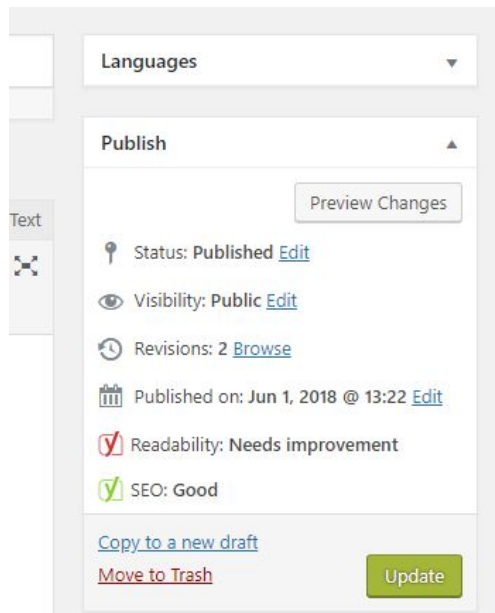 Languages
Publish
Preview Changes
Text
Status: Published Edit
Visibility: Public Edit
Revisions: 2 Browse
Published on: Jun 1, 2018 @ 13:22 Edit
Readability: Needs improvement
SEO: Good
Copy to a new draft
Move to Trash
Update